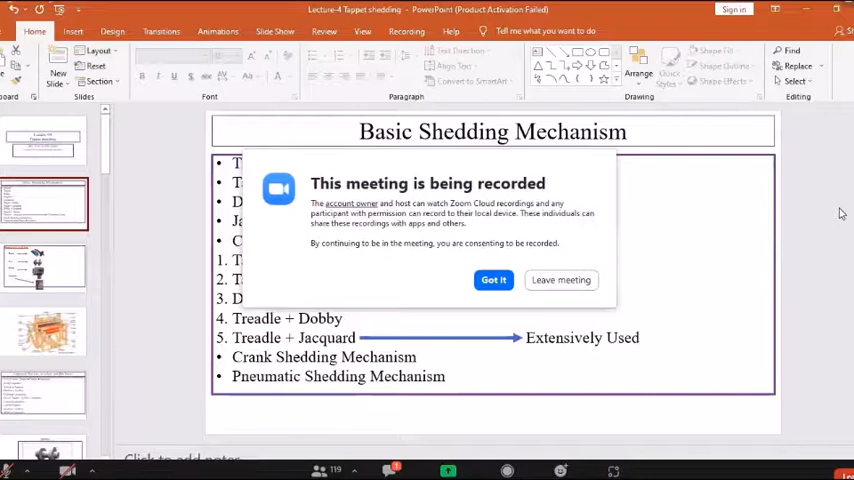 Lecture-4 Tappet shedding - PowerPoint (Product Activation Failed)
Sign in
Home Insert Design Transitions Animations Slide Show Review View Recording Help Tell me what you want to do
Layout
Reset
Section
New Slides
Text Direction
Align Text
Convert to SmartArt
Arrange
Quick Styles
Shape Fill
Shape Outline
Shape Effects
Find
Replace
Select
Font
Paragraph
Drawing
Editing
Basic Shedding Mechanism
This meeting is being recorded
The account owner and host can watch Zoom Cloud recordings and any
participant with permission can record to their local device. These individuals can
share these recordings with apps and others.
By continuing to be in the meeting, you are consenting to be recorded.
Got it Leave meeting
• T
• Ta
• D
• Ja
• C
1. T
2. T
3. D
4. Treadle + Dobby
5. Treadle + Jacquard Extensively Used
• Crank Shedding Mechanism
• Pneumatic Shedding Mechanism
Click to add notes
119
1